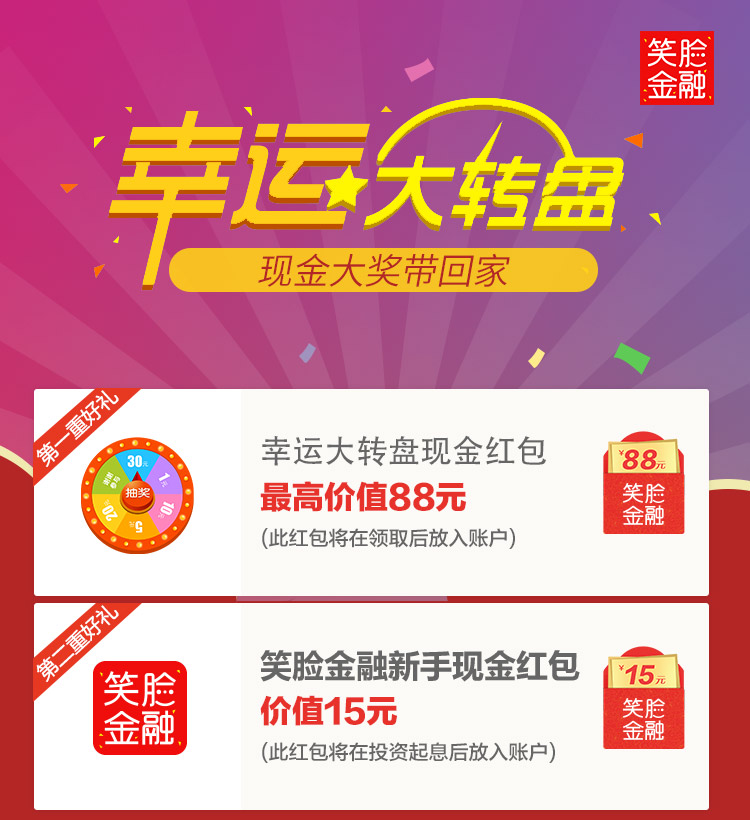 笑脸
金融
幸运大转盘
现金大奖带回家
第一重好礼
30元
1元
10元
5元
20元
抽奖
幸运大转盘现金红包
最高价值88元
(此红包将在领取后放入账户)
¥88元
笑脸
金融
第二重好礼
笑脸
金融
笑脸金融新手现金红包
价值15元
(此红包将在投资起息后放入账户)
¥15元
笑脸
金融